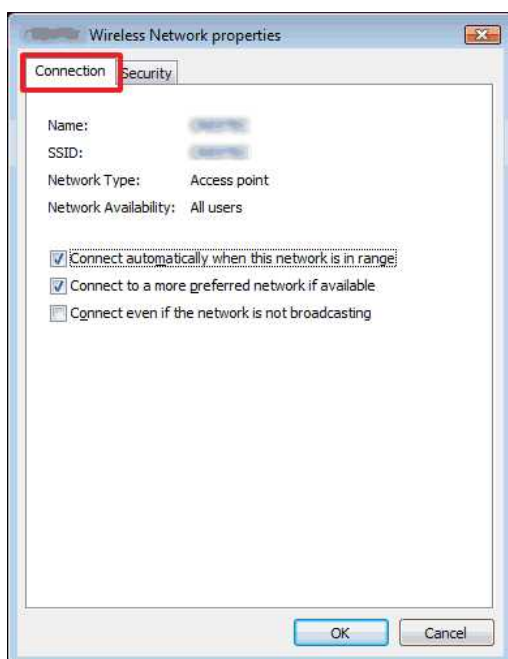 Wireless Network properties
Connection
Security
Name:
SSID:
Network Type: Access point
Network Availability: All users
Connect automatically when this network is in range
Connect to a more preferred network if available
Connect even if the network is not broadcasting
OK
Cancel